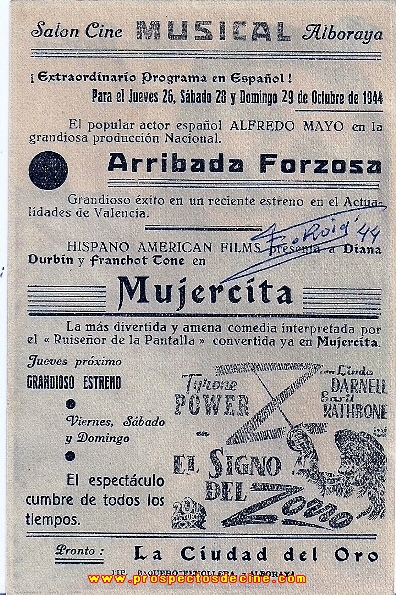 Salon Cine MUSICAL Alboraya
¡Extraordinario Programa en Español!
Para el Jueves 26, Sábado 28 y Domingo 29 de Octubre de 1944
El popular actor español ALFREDO MAYO en la
grandiosa producción Nacional.
Arribada Forzosa
Grandioso éxito en un reciente estreno en el Actua-
lidades de Valencia.
HISPANO AMERICAN FILMS presenta a Diana
Durbin y Franchot Tone en
Mujercita
La más divertida y amena comedia interpretada por
el « Ruiseñor de la Pantalla » convertida ya en Mujercita.
Jueves próximo
GRANDIOSO ESTRENO
Viernes, Sábado
y Domingo
El espectáculo
cumbre de todos los
tiempos.
Tyrone
POWER
Linda
DARNELL
Basil
RATHBONE
en
EL SIGNO
DEL
Zorro
Pronto: La Ciudad del Oro
www.prospectosdecine.com